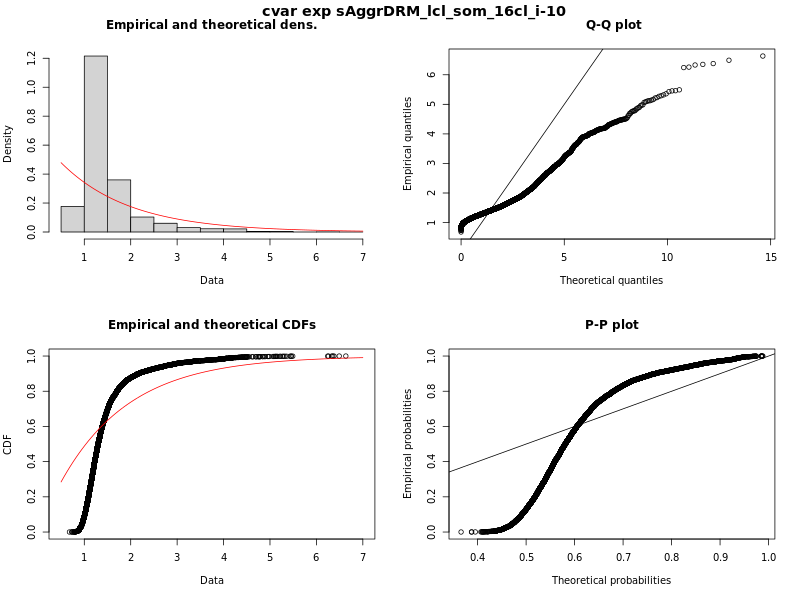 cvar exp sAggrDRM_lcl_som_16cl_i-10
Empirical and theoretical dens.
Density
0.0 0.2 0.4 0.6 0.8 1.0 1.2
1 2 3 4 5 6 7
Data
Q-Q plot
Empirical quantiles
1 2 3 4 5 6
0 5 10 15
Theoretical quantiles
Empirical and theoretical CDFs
CDF
0.0 0.2 0.4 0.6 0.8 1.0
1 2 3 4 5 6 7
Data
P-P plot
Empirical probabilities
0.0 0.2 0.4 0.6 0.8 1.0
0.4 0.5 0.6 0.7 0.8 0.9 1.0
Theoretical probabilities